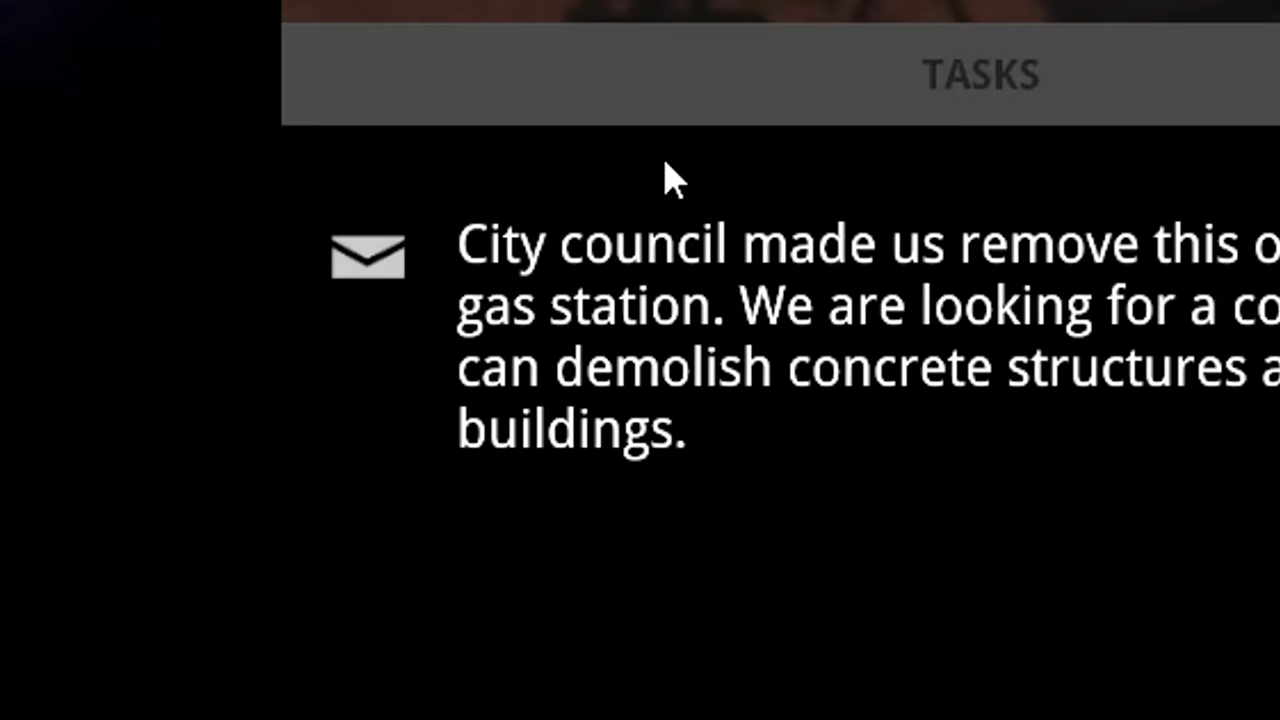 TASKS
City council made us remove this
gas station. We are looking for a
can demolish concrete structures
buildings.